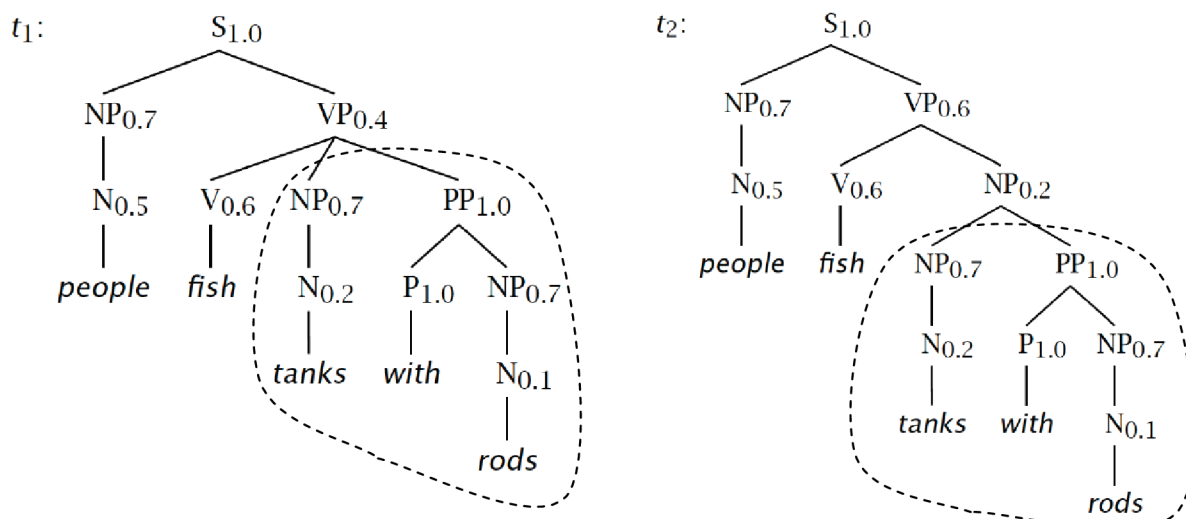 t₁: S₁.₀
NP₀.₇ VP₀.₄
N₀.₅ V₀.₆ NP₀.₇ PP₁.₀
people fish N₀.₂ P₁.₀ NP₀.₇
tanks with N₀.₁
rods
t₂: S₁.₀
NP₀.₇ VP₀.₆
N₀.₅ V₀.₆ NP₀.₂
people fish NP₀.₇ PP₁.₀
N₀.₂ P₁.₀ NP₀.₇
tanks with N₀.₁
rods